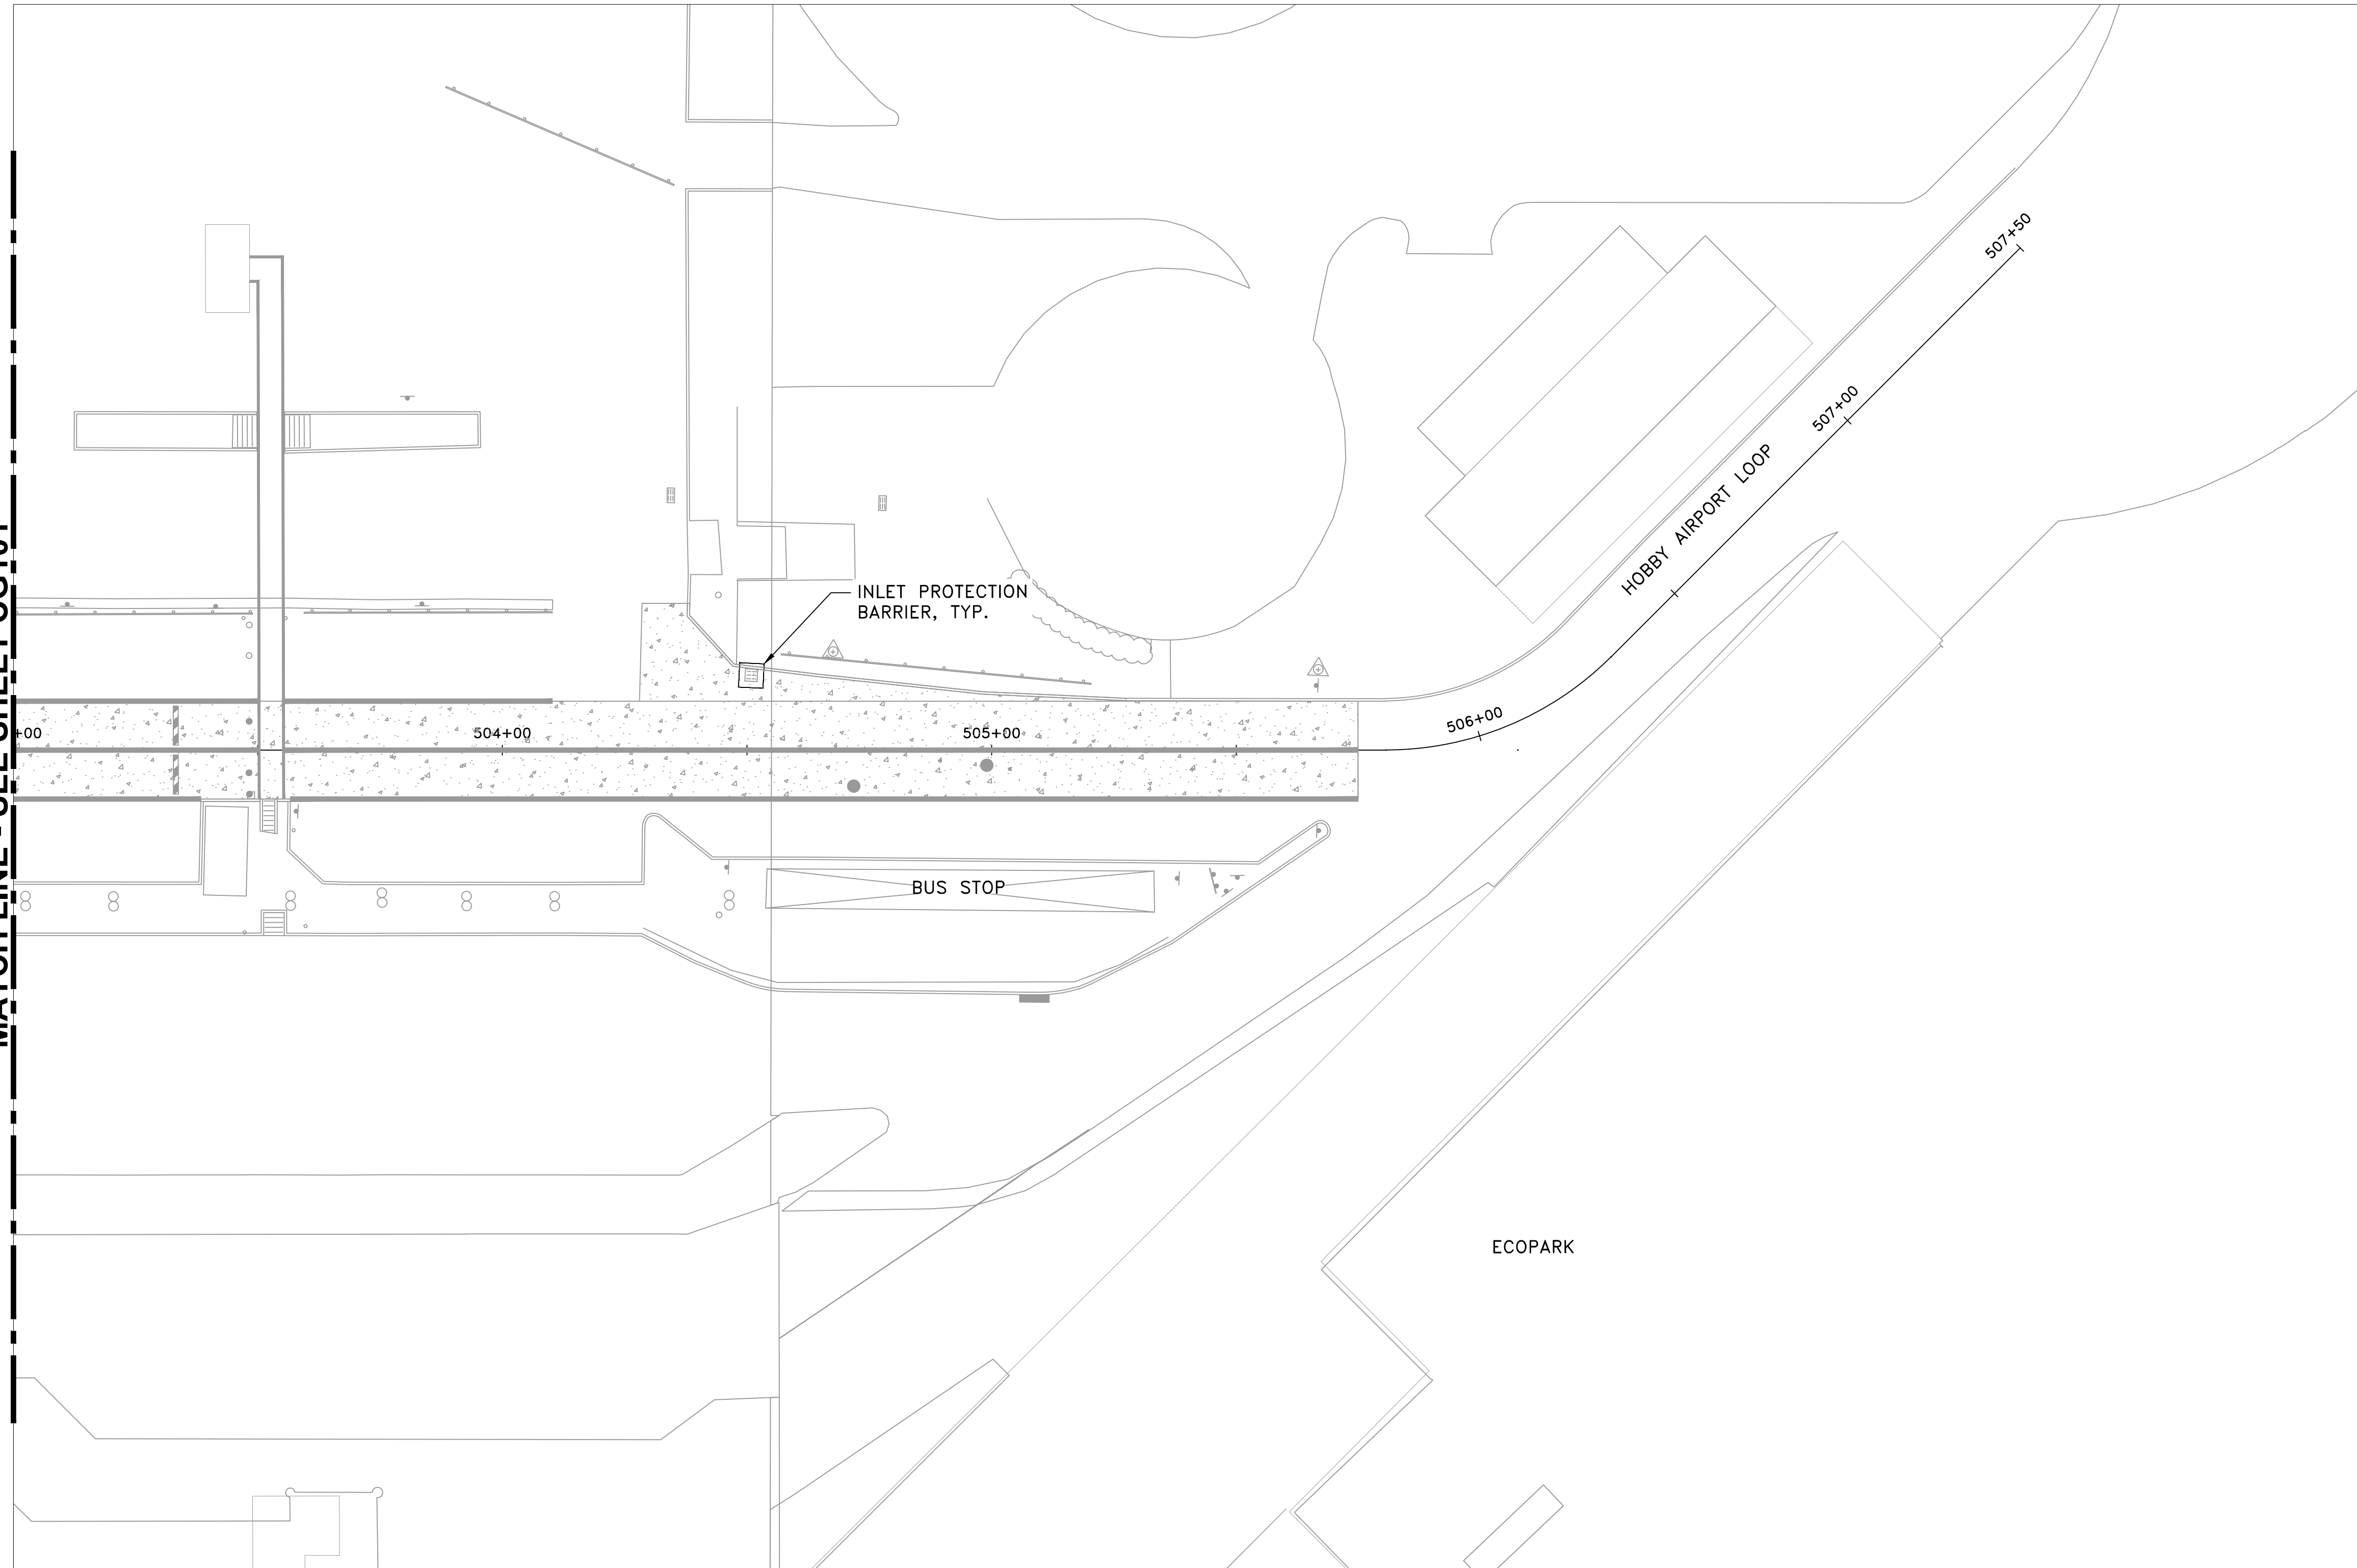 507+50
507+00
HOBBY AIRPORT LOOP
INLET PROTECTION
BARRIER, TYP.
506+00
+00
504+00
505+00
BUS STOP
ECOPARK